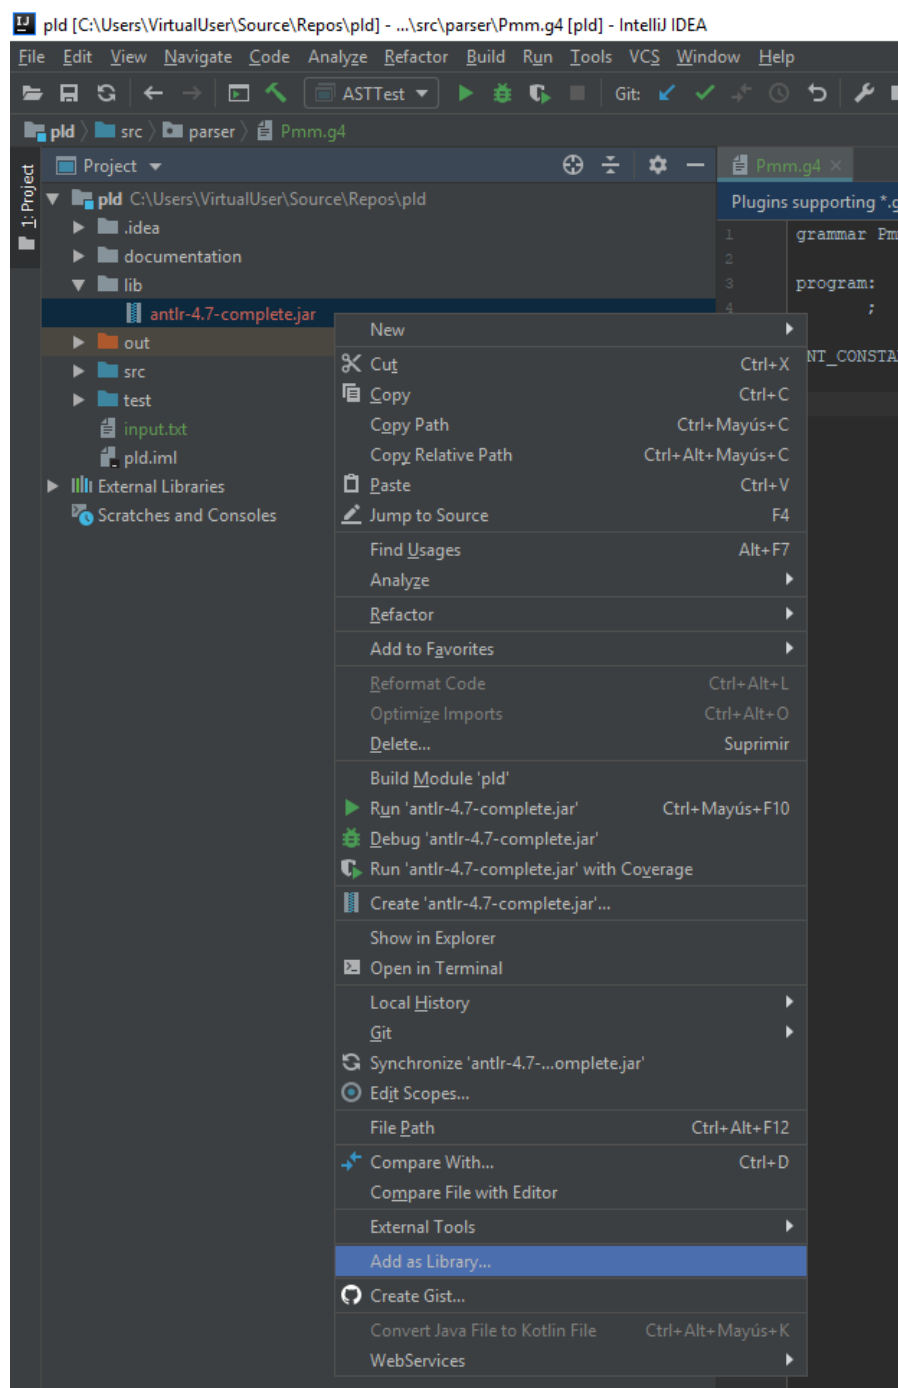 pld [C:\Users\VirtualUser\Source\Repos\pld] - ...\src\parser\Pmm.g4 [pld] - IntelliJ IDEA
File Edit View Navigate Code Analyze Refactor Build Run Tools VCS Window Help
ASTTest Git:
pld src parser Pmm.g4
1: Project
Project
Pmm.g4
pld C:\Users\VirtualUser\Source\Repos\pld
Plugins supporting *.g
.idea
1 grammar Pm
documentation
2
lib
3 program:
antlr-4.7-complete.jar
4 ;
out
NT_CONSTA
src
test
input.txt
pld.iml
External Libraries
Scratches and Consoles
New
Cut Ctrl+X
Copy Ctrl+C
Copy Path Ctrl+Mayús+C
Copy Relative Path Ctrl+Alt+Mayús+C
Paste Ctrl+V
Jump to Source F4
Find Usages Alt+F7
Analyze
Refactor
Add to Favorites
Reformat Code Ctrl+Alt+L
Optimize Imports Ctrl+Alt+O
Delete... Suprimir
Build Module 'pld'
Run 'antlr-4.7-complete.jar' Ctrl+Mayús+F10
Debug 'antlr-4.7-complete.jar'
Run 'antlr-4.7-complete.jar' with Coverage
Create 'antlr-4.7-complete.jar'...
Show in Explorer
Open in Terminal
Local History
Git
Synchronize 'antlr-4.7-...omplete.jar'
Edit Scopes...
File Path Ctrl+Alt+F12
Compare With... Ctrl+D
Compare File with Editor
External Tools
Add as Library...
Create Gist...
Convert Java File to Kotlin File Ctrl+Alt+Mayús+K
WebServices